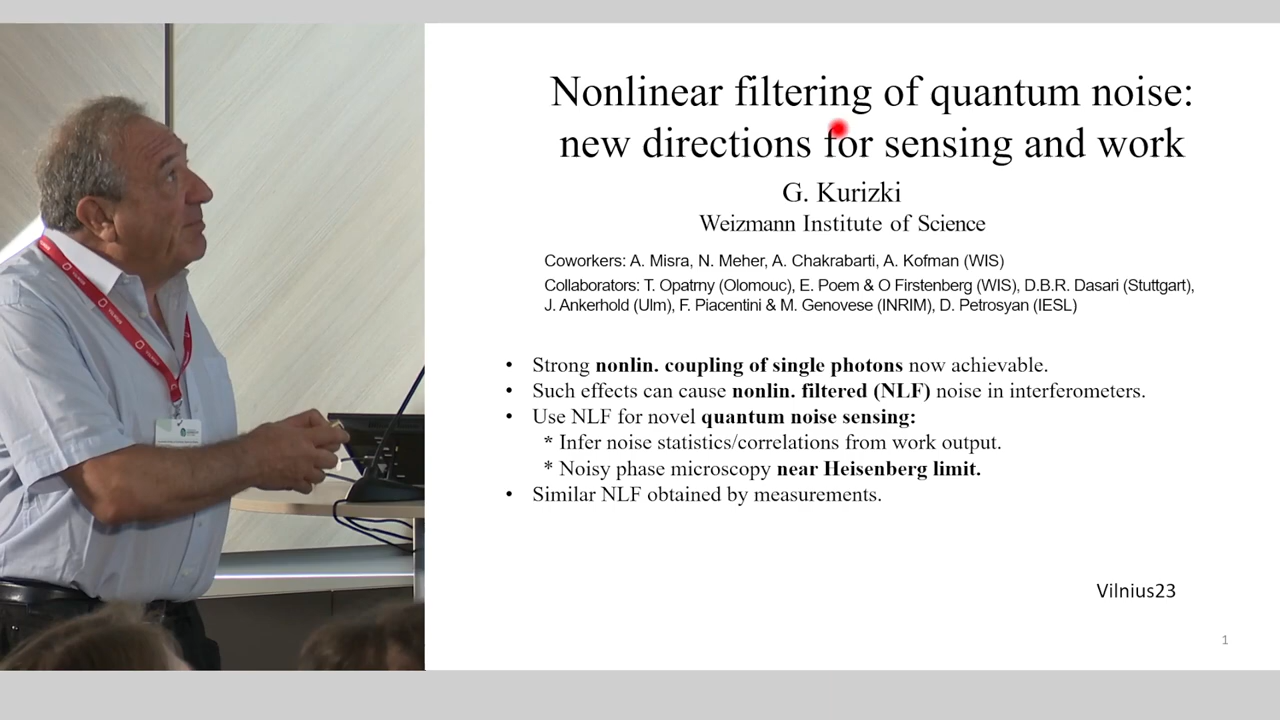 Nonlinear filtering of quantum noise:
new directions for sensing and work
G. Kurizki
Weizmann Institute of Science
Coworkers: A. Misra, N. Meher, A. Chakrabarti, A. Kofman (WIS)
Collaborators: T. Opatrny (Olomouc), E. Poem & O Firstenberg (WIS), D.B.R. Dasari (Stuttgart),
J. Ankerhold (Ulm), F. Piacentini & M. Genovese (INRIM), D. Petrosyan (IESL)
• Strong nonlin. coupling of single photons now achievable.
• Such effects can cause nonlin. filtered (NLF) noise in interferometers.
• Use NLF for novel quantum noise sensing:
* Infer noise statistics/correlations from work output.
* Noisy phase microscopy near Heisenberg limit.
• Similar NLF obtained by measurements.
Vilnius23
1